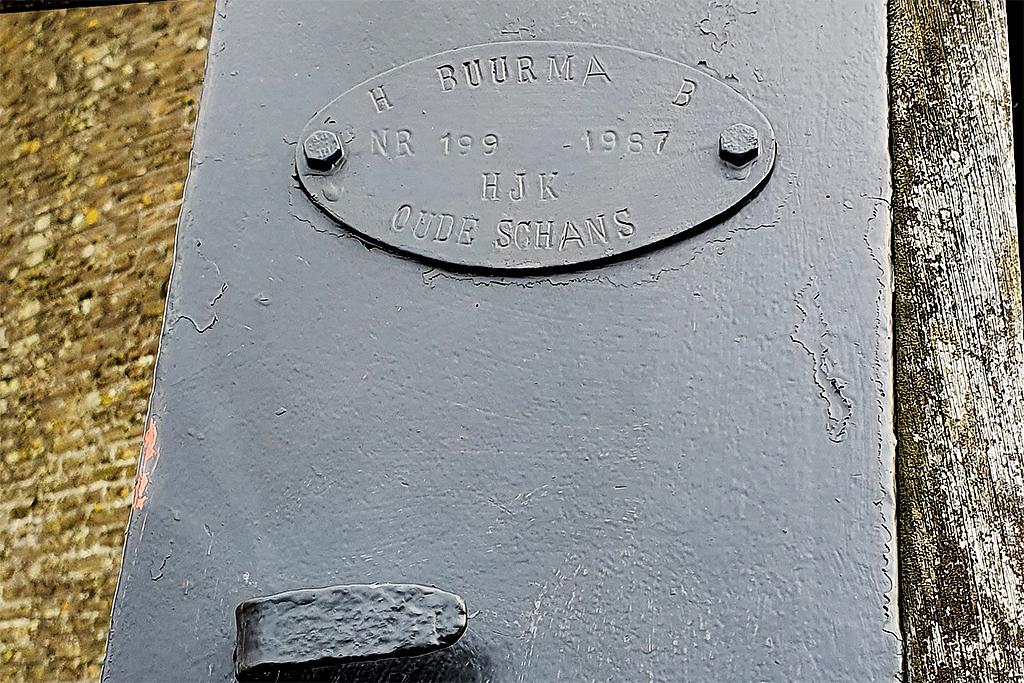 H BUURMA B
NR 199 1987
HJK
OUDE SCHANS